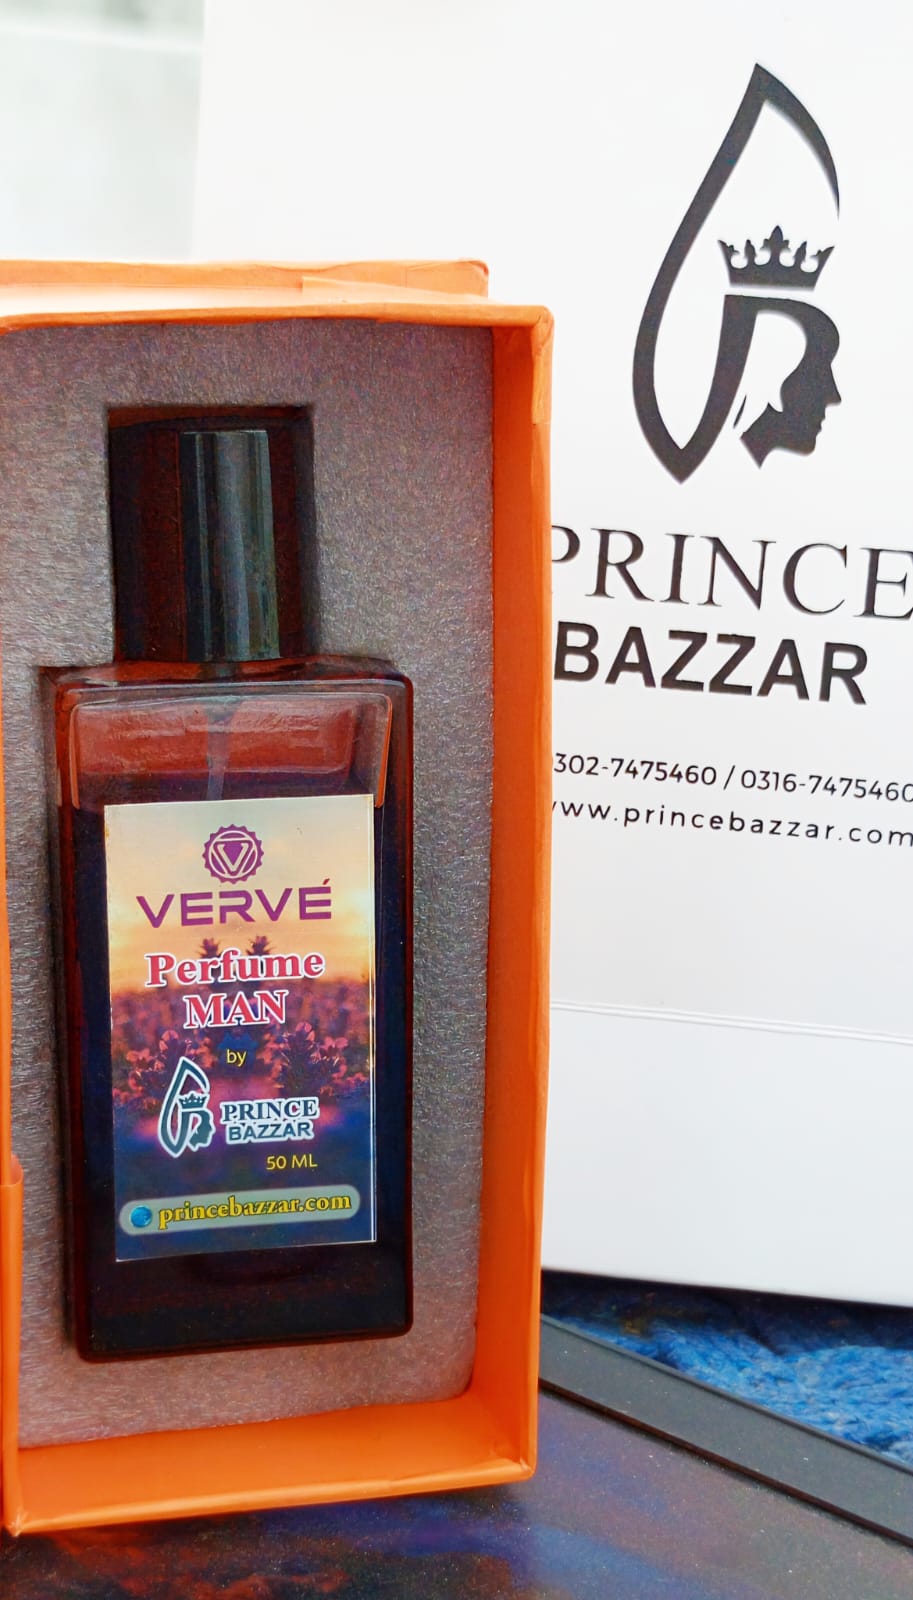 PRINCE
BAZZAR
302-7475460 / 0316-7475460
www.princebazzar.com
VERVÉ
Perfume
MAN
by
PRINCE
BAZZAR
50 ML
princebazzar.com